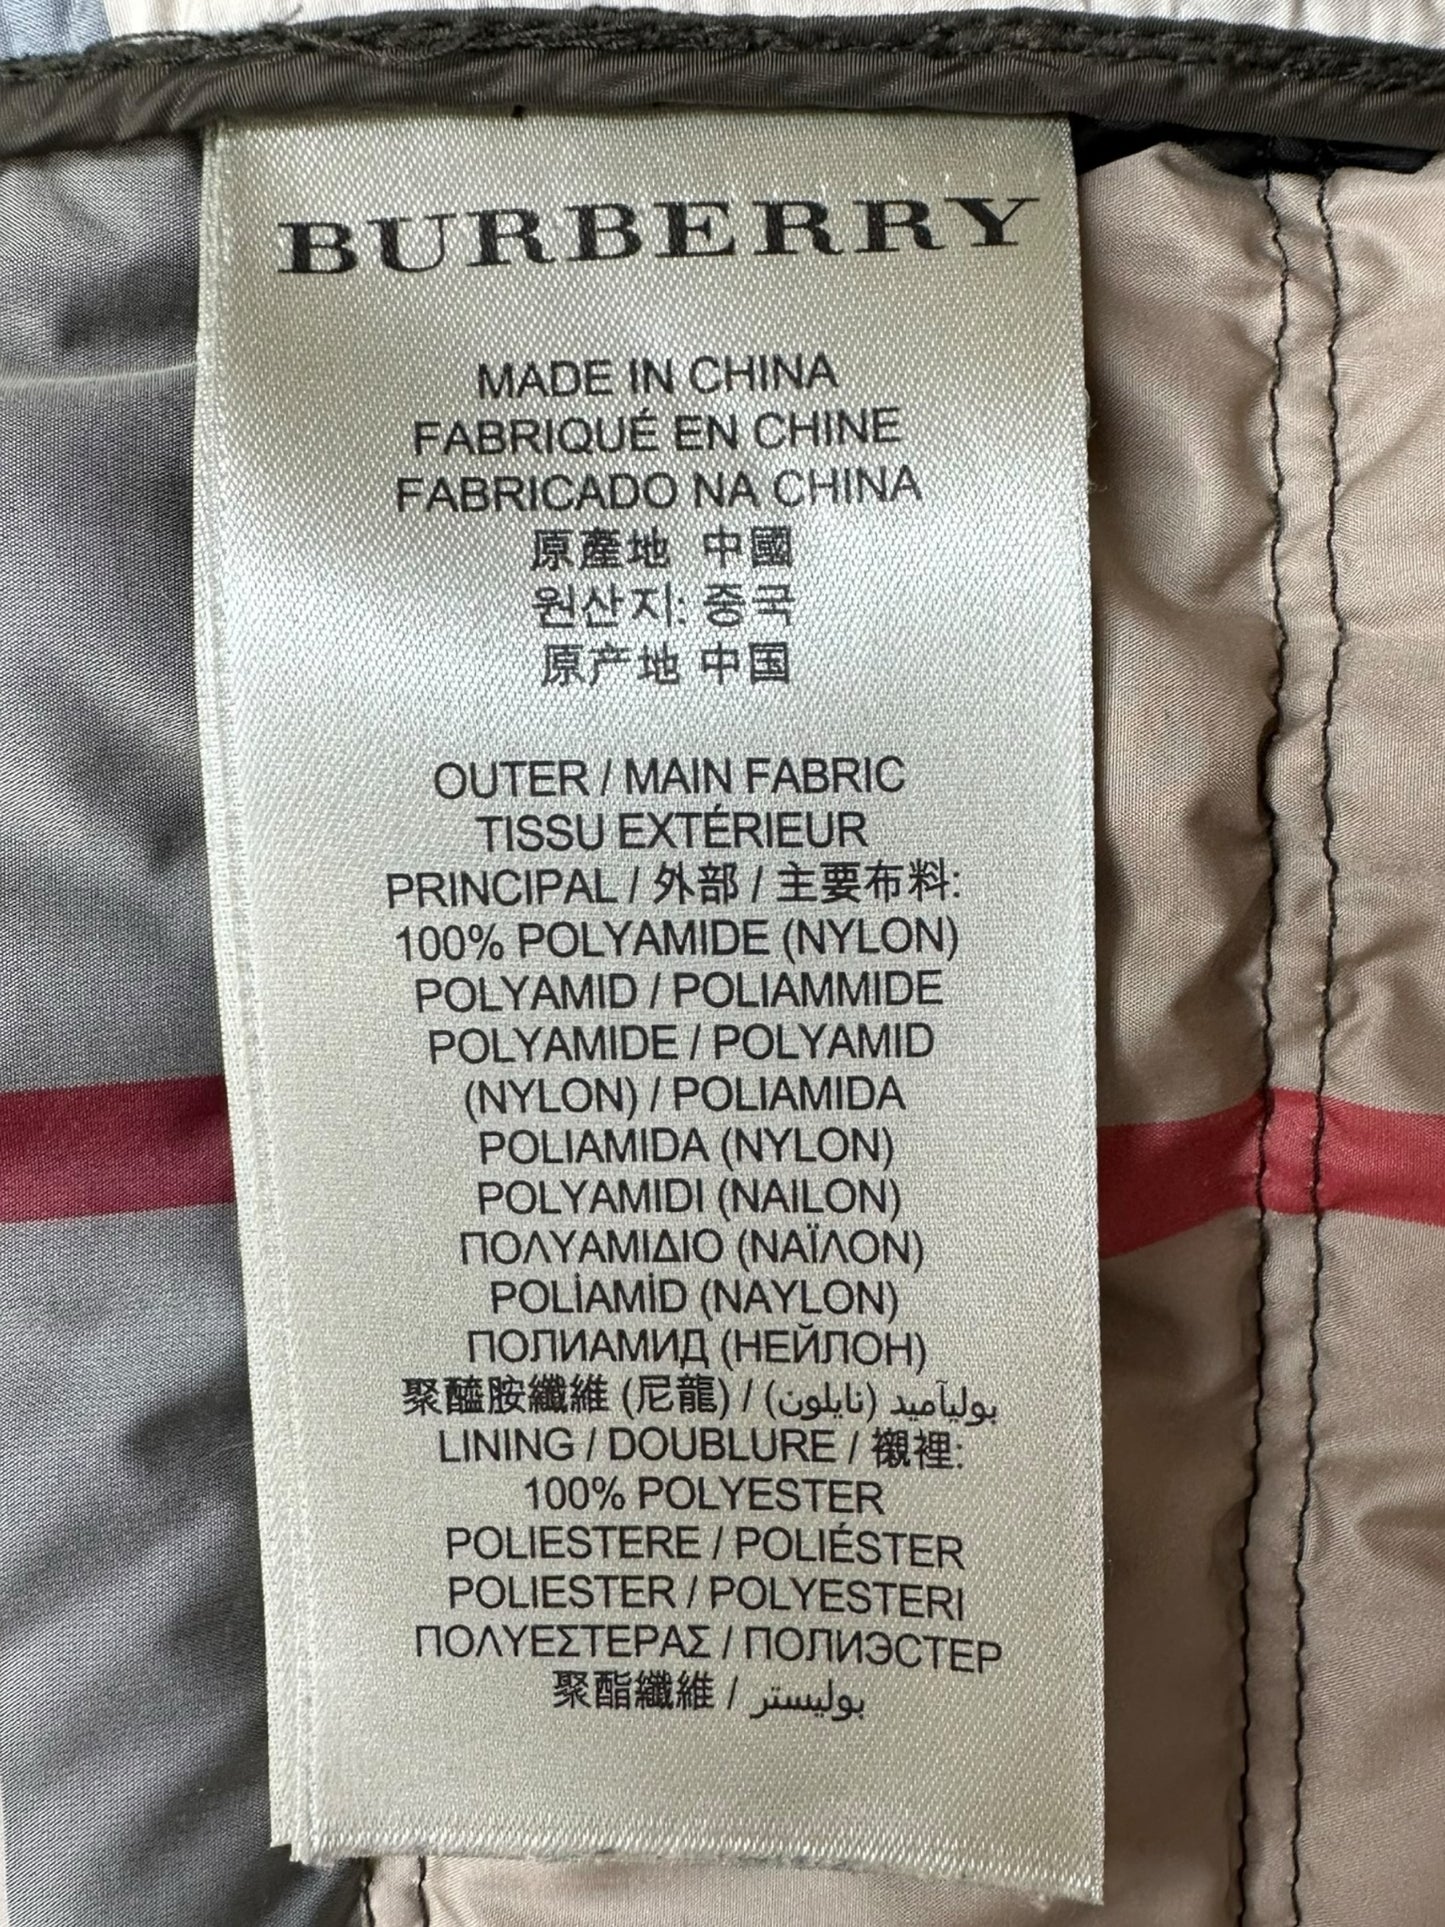 BURBERRY
MADE IN CHINA
FABRIQUÉ EN CHINE
FABRICADO NA CHINA
原產地 中國
원산지: 중국
原产地 中国
OUTER / MAIN FABRIC
TISSU EXTÉRIEUR
PRINCIPAL / 外部 / 主要布料:
100% POLYAMIDE (NYLON)
POLYAMID / POLIAMMIDE
POLYAMIDE / POLYAMID
(NYLON) / POLIAMIDA
POLIAMIDA (NYLON)
POLYAMIDI (NAILON)
ΠΟΛΥΑΜΙΔΙΟ (ΝΑΪΛΟΝ)
POLİAMİD (NAYLON)
ПОЛИАМИД (НЕЙЛОН)
聚醯胺纖維 (尼龍) / بولیآمید (نایلون)
LINING / DOUBLURE / 襯裡:
100% POLYESTER
POLIESTERE / POLIÉSTER
POLIESTER / POLYESTERI
ΠΟΛΥΕΣΤΕΡΑΣ / ПОЛИЭСТЕР
聚酯纖維 / بولیستر